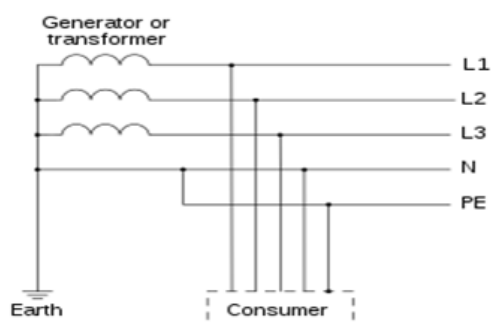 Generator or
transformer
L1
L2
L3
N
PE
Earth
Consumer